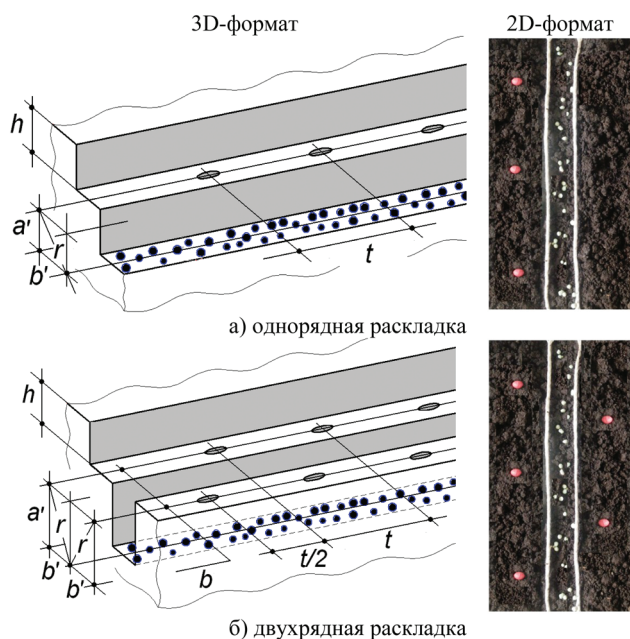 3D-формат
2D-формат
h
a'
r
b'
t
а) однорядная раскладка
h
a'
r
r
b'
b'
b
t/2
t
б) двухрядная раскладка